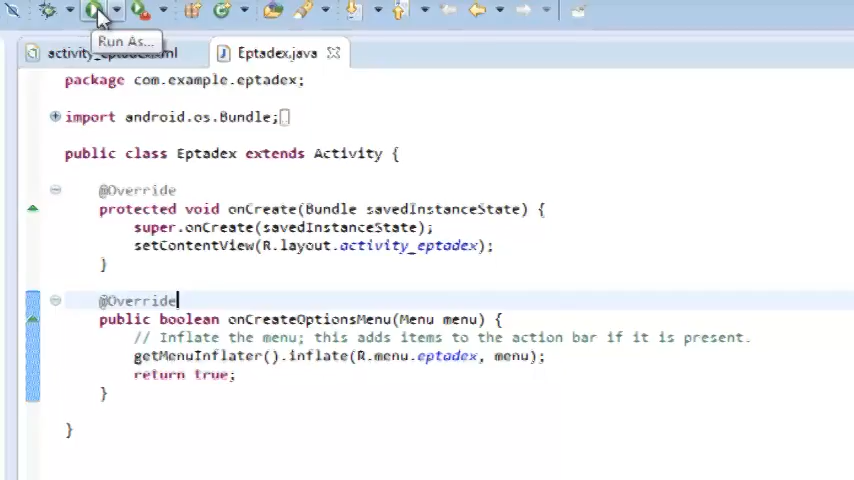 Run As...
activity_eptadex.xml
Eptadex.java
package com.example.eptadex;
import android.os.Bundle;
public class Eptadex extends Activity {
@Override
protected void onCreate(Bundle savedInstanceState) {
super.onCreate(savedInstanceState);
setContentView(R.layout.activity_eptadex);
}
@Override
public boolean onCreateOptionsMenu(Menu menu) {
// Inflate the menu; this adds items to the action bar if it is present.
getMenuInflater().inflate(R.menu.eptadex, menu);
return true;
}
}